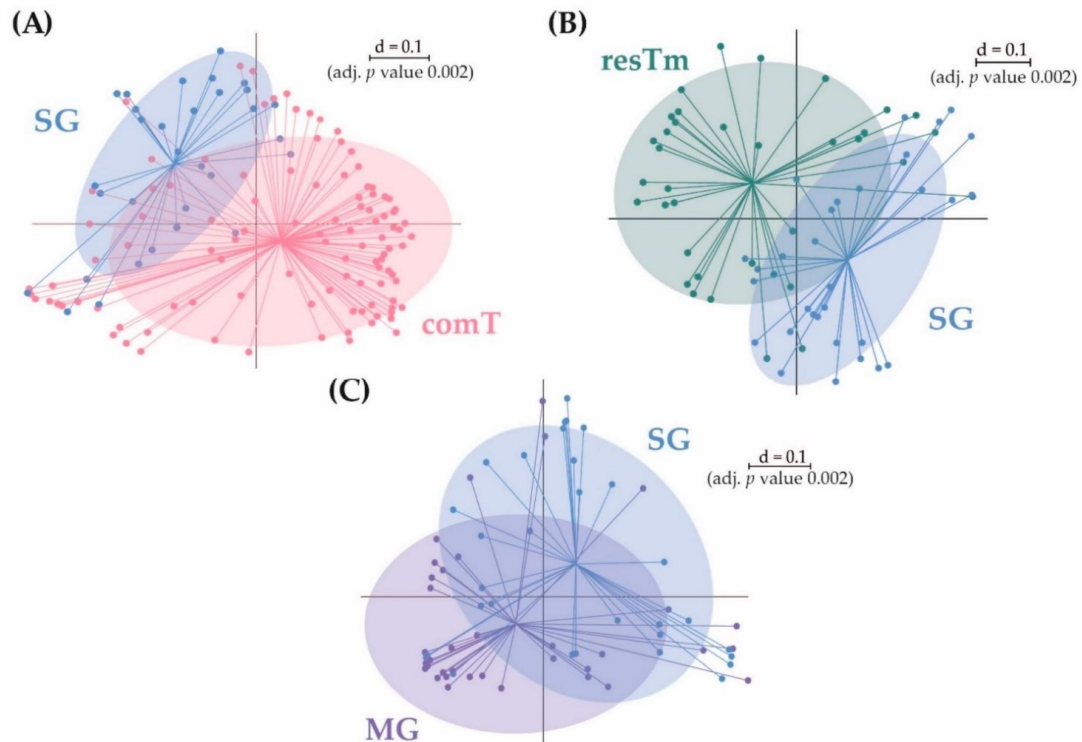 (A)
d = 0.1
(adj. p value 0.002)
SG
comT
(B)
resTm
d = 0.1
(adj. p value 0.002)
SG
(C)
SG
d = 0.1
(adj. p value 0.002)
MG